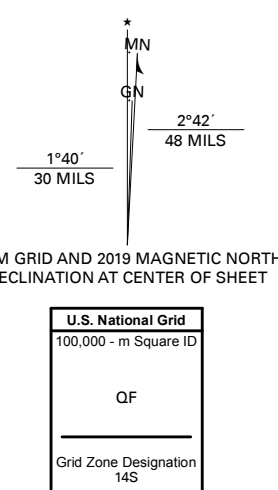 ★
MN
GN
2°42´
48 MILS
1°40´
30 MILS
M GRID AND 2019 MAGNETIC NORTH
ECLINATION AT CENTER OF SHEET
U.S. National Grid
100,000 - m Square ID
QF
Grid Zone Designation
14S